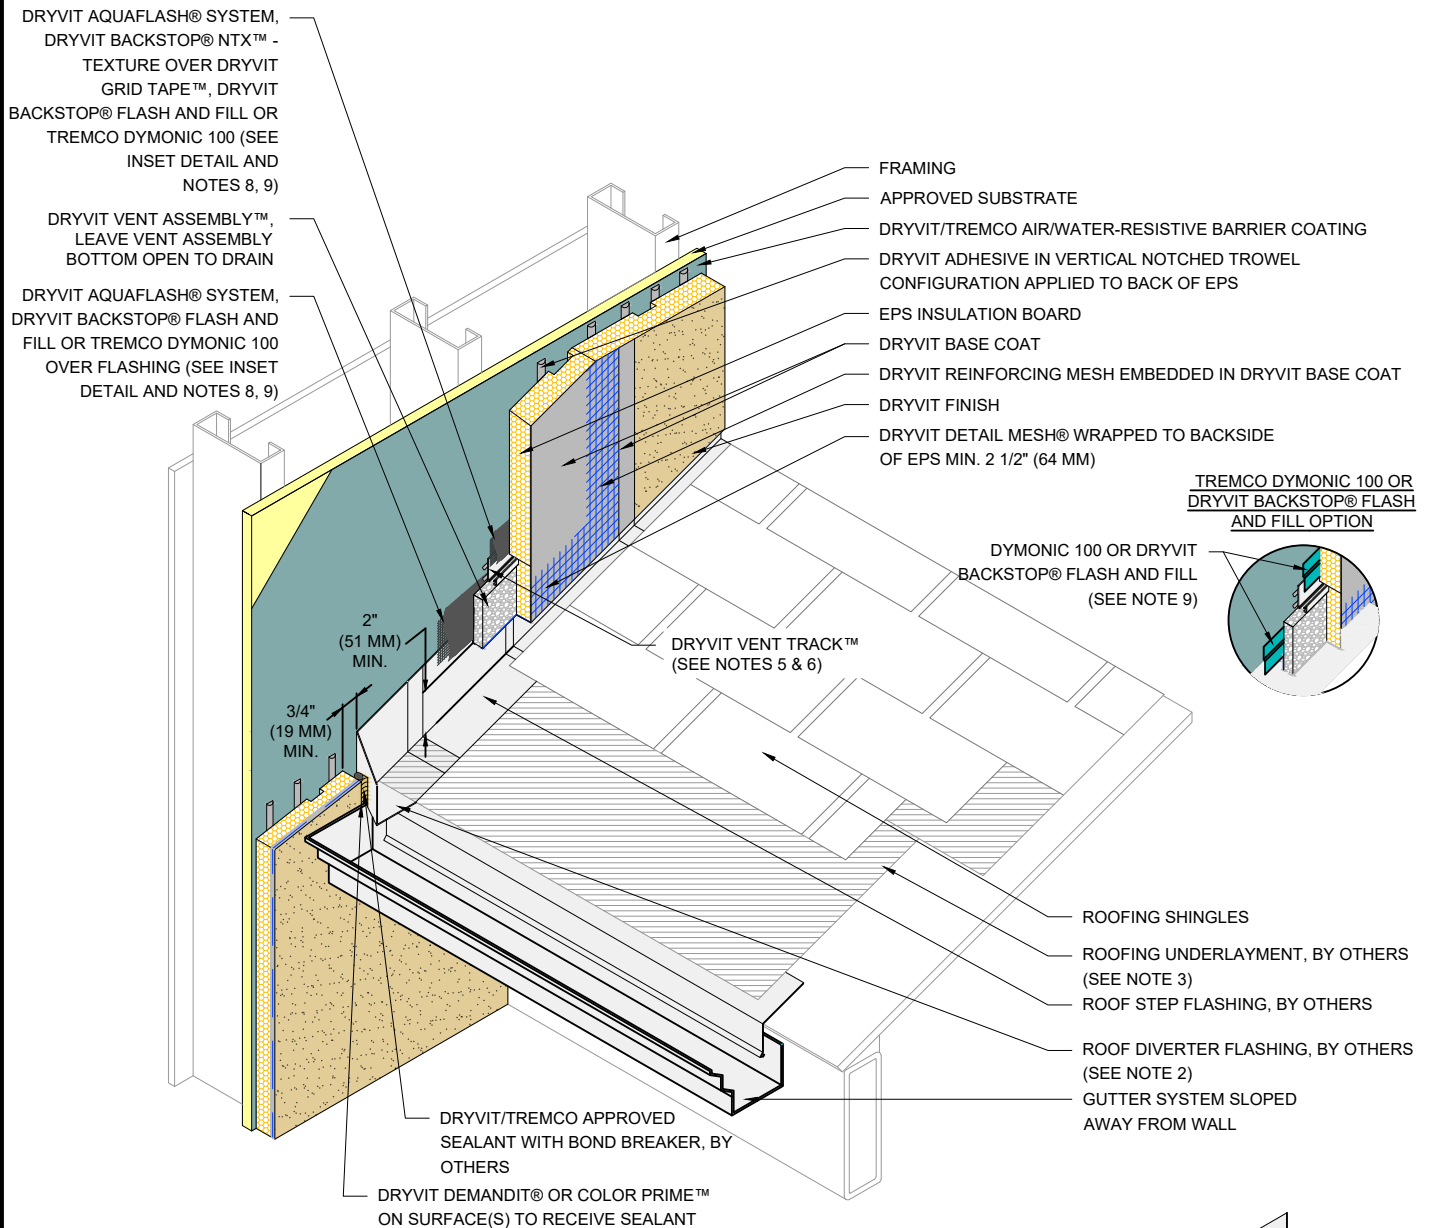 DRYVIT AQUAFLASH® SYSTEM,
DRYVIT BACKSTOP® NTX™ -
TEXTURE OVER DRYVIT
GRID TAPE™, DRYVIT
BACKSTOP® FLASH AND FILL OR
TREMCO DYMONIC 100 (SEE
INSET DETAIL AND
NOTES 8, 9)
DRYVIT VENT ASSEMBLY™,
LEAVE VENT ASSEMBLY
BOTTOM OPEN TO DRAIN
DRYVIT AQUAFLASH® SYSTEM,
DRYVIT BACKSTOP® FLASH AND
FILL OR TREMCO DYMONIC 100
OVER FLASHING (SEE INSET
DETAIL AND NOTES 8, 9)
FRAMING
APPROVED SUBSTRATE
DRYVIT/TREMCO AIR/WATER-RESISTIVE BARRIER COATING
DRYVIT ADHESIVE IN VERTICAL NOTCHED TROWEL
CONFIGURATION APPLIED TO BACK OF EPS
EPS INSULATION BOARD
DRYVIT BASE COAT
DRYVIT REINFORCING MESH EMBEDDED IN DRYVIT BASE COAT
DRYVIT FINISH
DRYVIT DETAIL MESH® WRAPPED TO BACKSIDE
OF EPS MIN. 2 1/2" (64 MM)
TREMCO DYMONIC 100 OR
DRYVIT BACKSTOP® FLASH
AND FILL OPTION
DYMONIC 100 OR DRYVIT
BACKSTOP® FLASH AND FILL
(SEE NOTE 9)
2"
(51 MM)
MIN.
DRYVIT VENT TRACK™
(SEE NOTES 5 & 6)
3/4"
(19 MM)
MIN.
ROOFING SHINGLES
ROOFING UNDERLAYMENT, BY OTHERS
(SEE NOTE 3)
ROOF STEP FLASHING, BY OTHERS
ROOF DIVERTER FLASHING, BY OTHERS
(SEE NOTE 2)
GUTTER SYSTEM SLOPED
AWAY FROM WALL
DRYVIT/TREMCO APPROVED
SEALANT WITH BOND BREAKER, BY
OTHERS
DRYVIT DEMANDIT® OR COLOR PRIME™
ON SURFACE(S) TO RECEIVE SEALANT